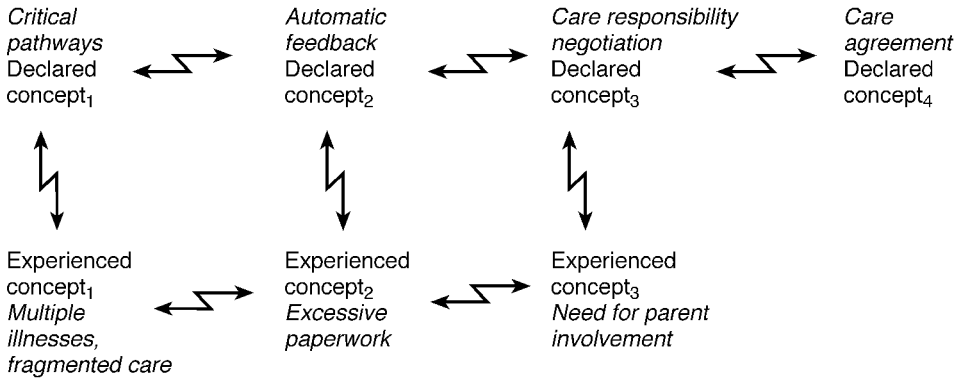 Critical
pathways
Declared
concept₁
Automatic
feedback
Declared
concept₂
Care responsibility
negotiation
Declared
concept₃
Care
agreement
Declared
concept₄
Experienced
concept₁
Multiple
illnesses,
fragmented care
Experienced
concept₂
Excessive
paperwork
Experienced
concept₃
Need for parent
involvement